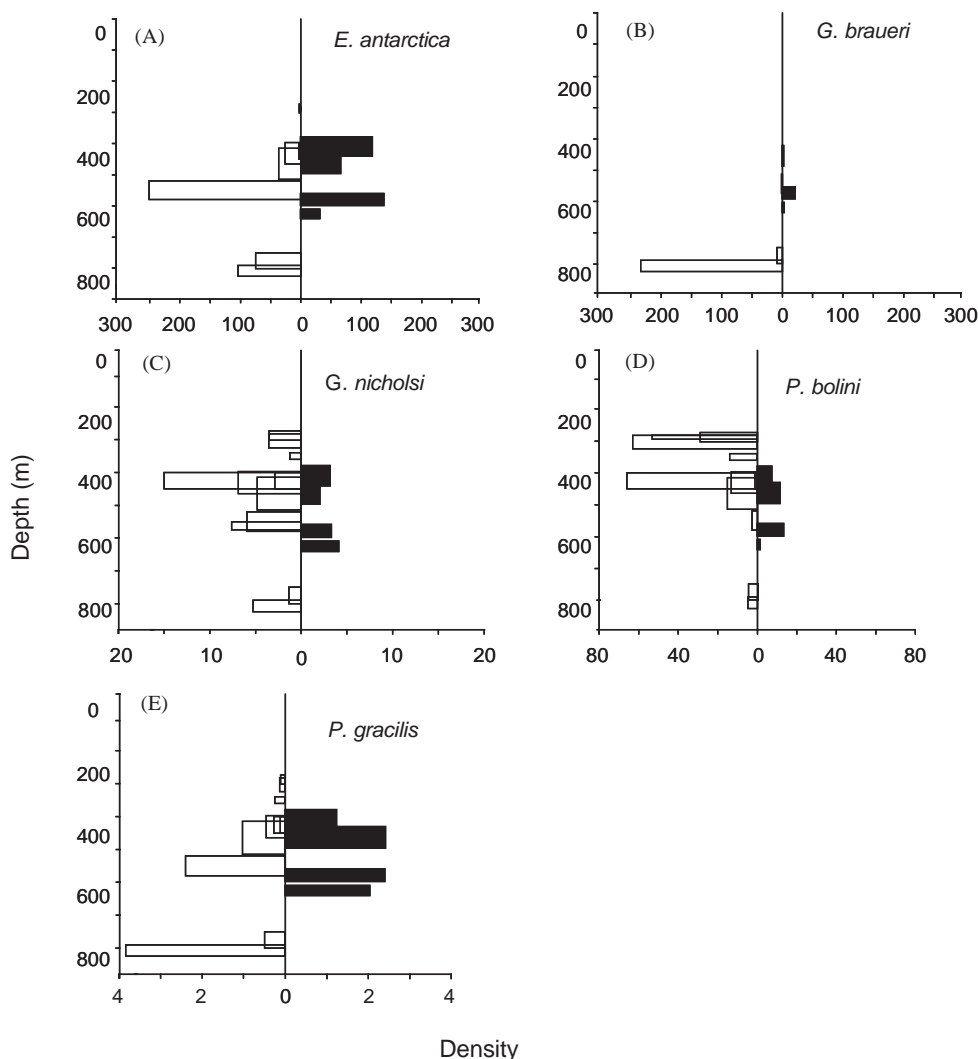 (A) E. antarctica
0
200
400
600
800
300 200 100 0 100 200 300
(B) G. braueri
0
200
400
600
800
300 200 100 0 100 200 300
(C) G. nicholsi
0
200
400
600
800
20 10 0 10 20
(D) P. bolini
0
200
400
600
800
80 40 0 40 80
Depth (m)
(E) P. gracilis
0
200
400
600
800
4 2 0 2 4
Density